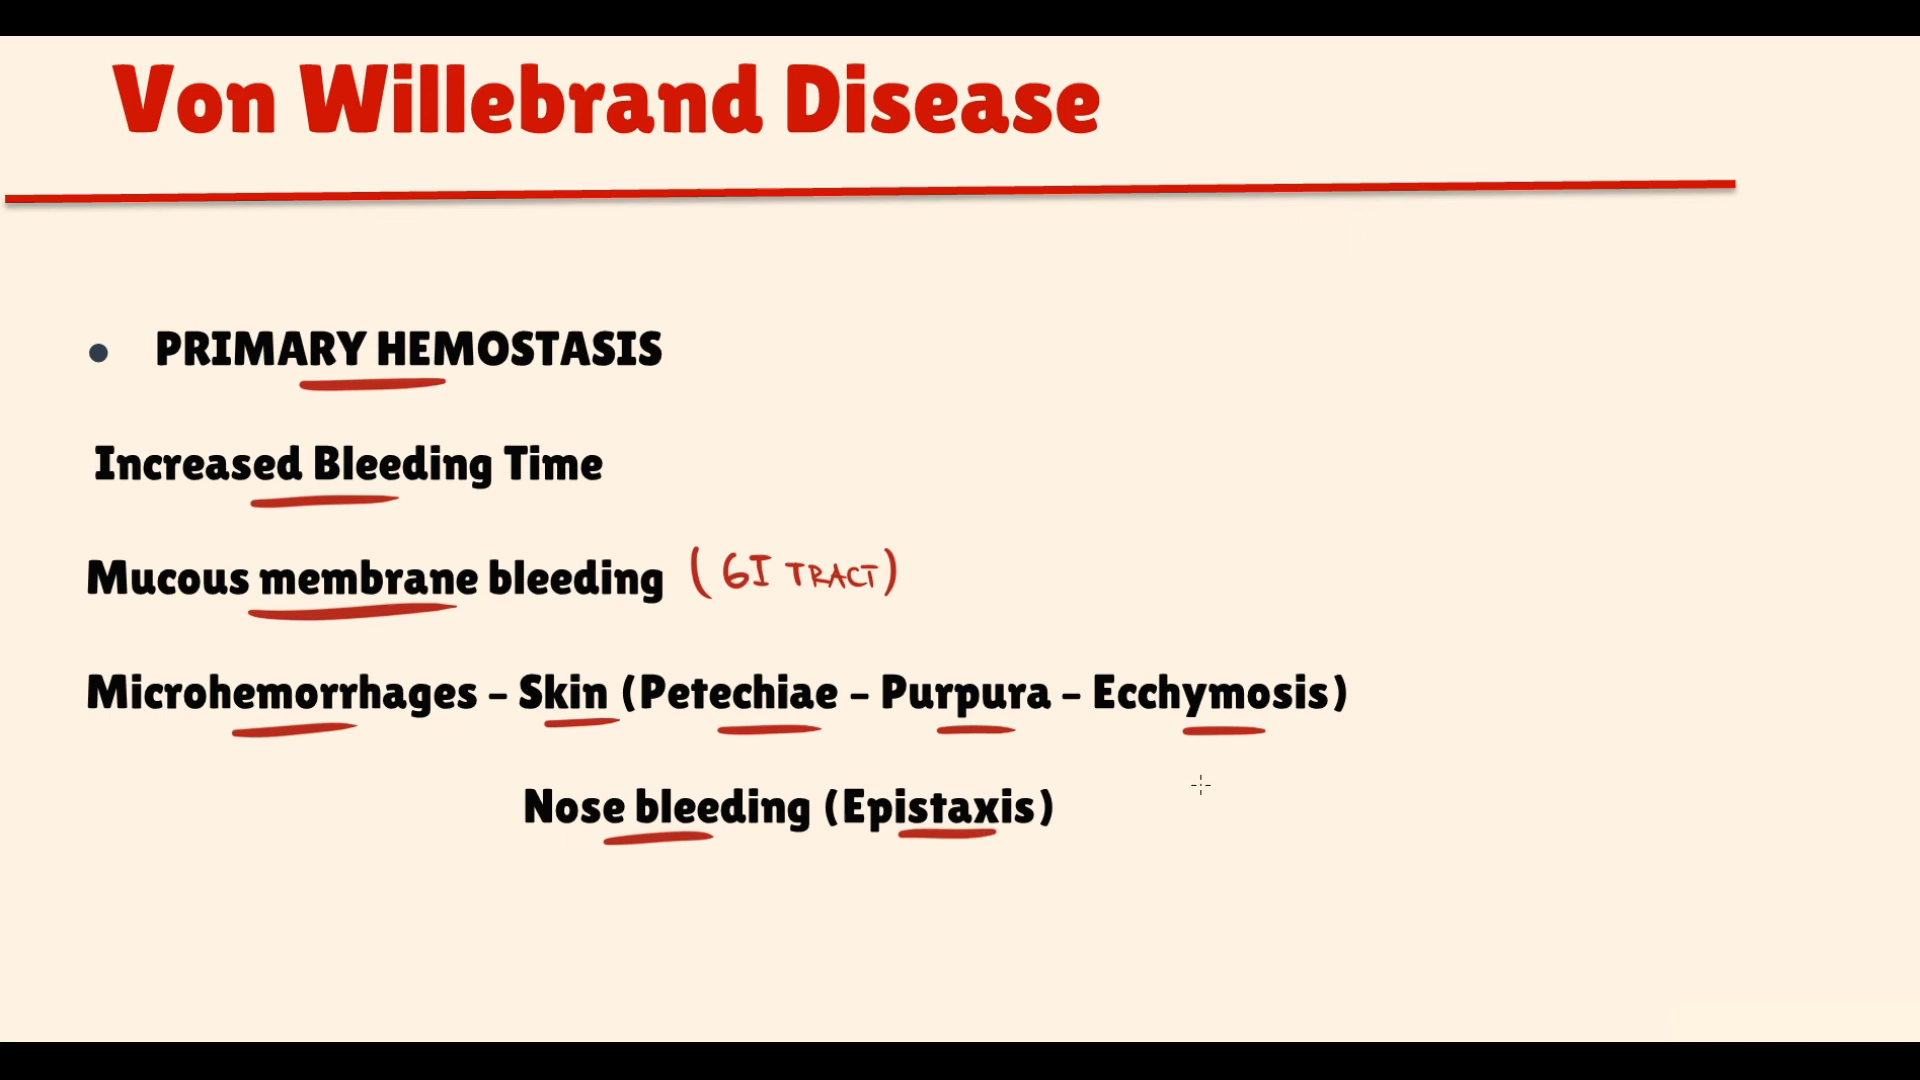 Von Willebrand Disease
• PRIMARY HEMOSTASIS
Increased Bleeding Time
Mucous membrane bleeding (GI TRACT)
Microhemorrhages - Skin (Petechiae - Purpura - Ecchymosis)
Nose bleeding (Epistaxis)